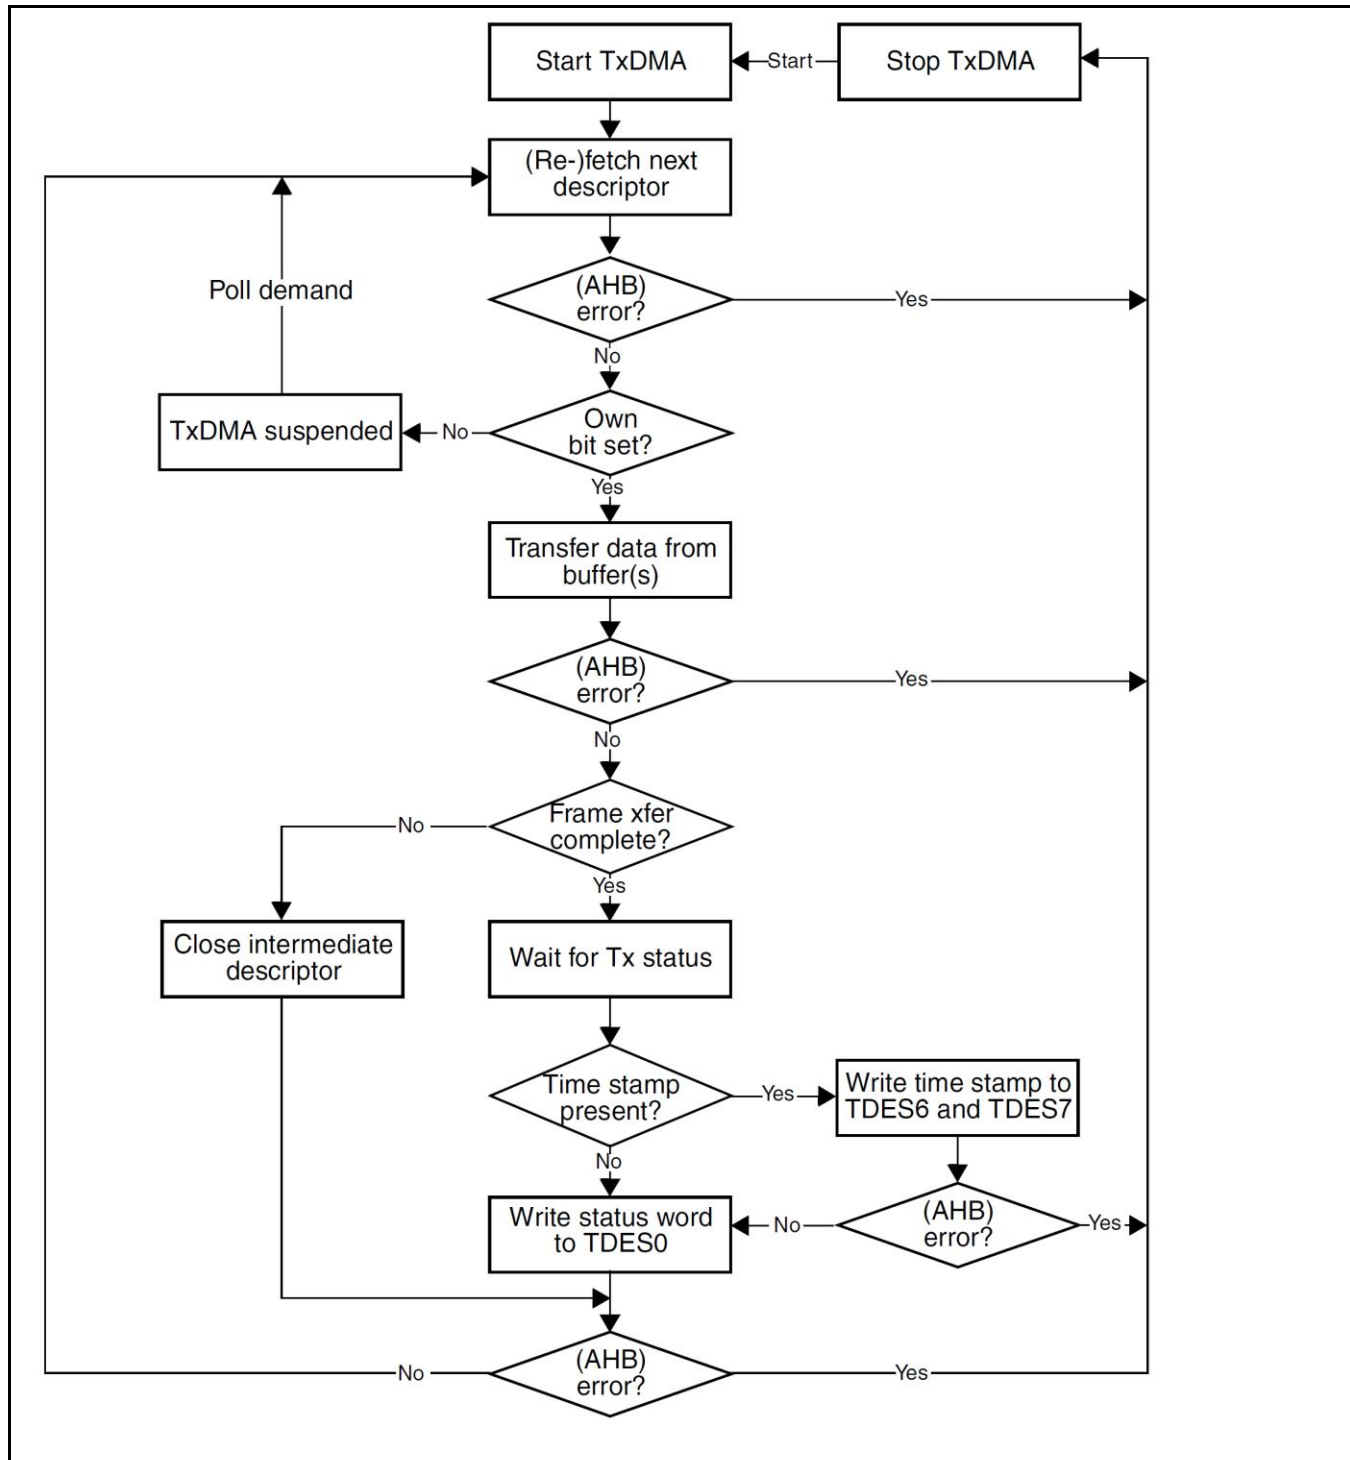 Start TxDMA
Start
Stop TxDMA
(Re-)fetch next
descriptor
Poll demand
(AHB)
error?
Yes
No
TxDMA suspended
No
Own
bit set?
Yes
Transfer data from
buffer(s)
(AHB)
error?
Yes
No
No
Frame xfer
complete?
Yes
Close intermediate
descriptor
Wait for Tx status
Time stamp
present?
Yes
Write time stamp to
TDES6 and TDES7
No
Write status word
to TDES0
No
(AHB)
error?
Yes
No
(AHB)
error?
Yes